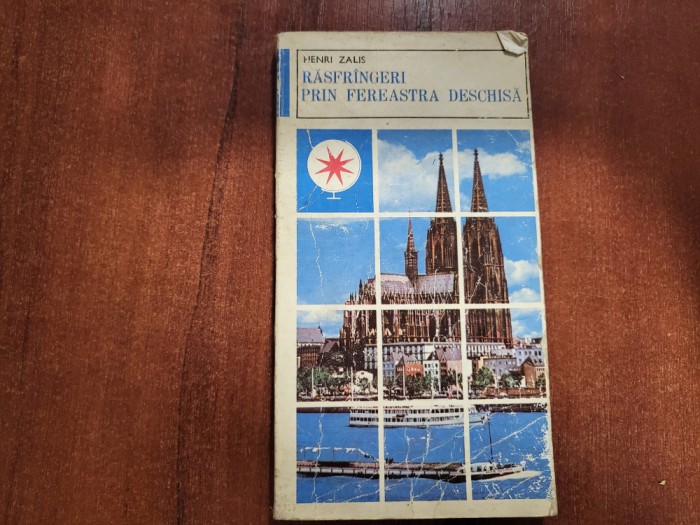 HENRI ZALIS
RĂSFRÎNGERI
PRIN FEREASTRA DESCHISĂ